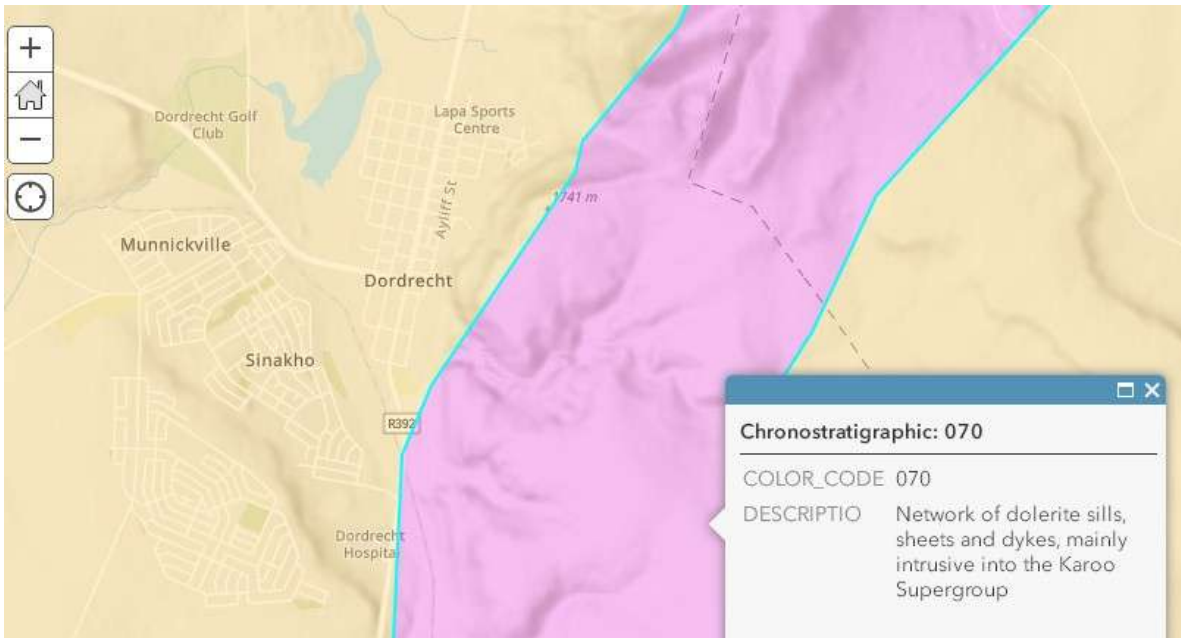 +
−
Dordrecht Golf
Club
Lapa Sports
Centre
Ayliff St
1741 m
Munnickville
Dordrecht
Sinakho
R392
Dordrecht
Hospital
Chronostratigraphic: 070
COLOR_CODE 070
DESCRIPTIO Network of dolerite sills,
sheets and dykes, mainly
intrusive into the Karoo
Supergroup